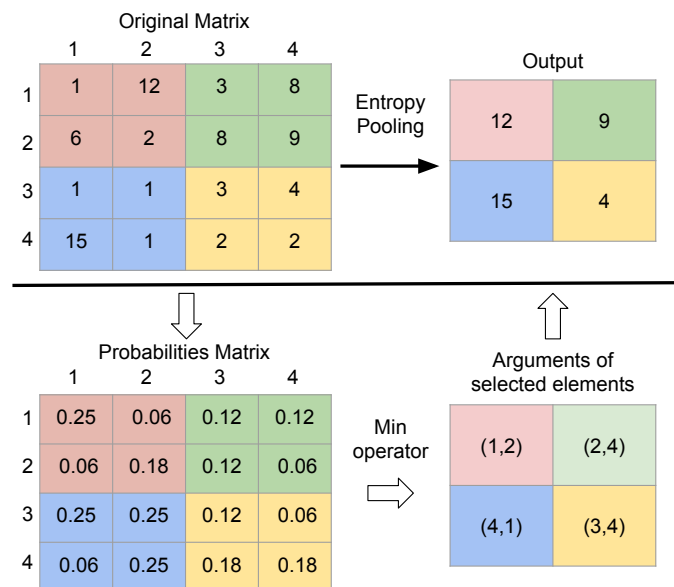 Original Matrix
1 2 3 4
1 1 12 3 8
2 6 2 8 9
3 1 1 3 4
4 15 1 2 2
Entropy
Pooling
Output
12 9
15 4
Probabilities Matrix
1 2 3 4
1 0.25 0.06 0.12 0.12
2 0.06 0.18 0.12 0.06
3 0.25 0.25 0.12 0.06
4 0.06 0.25 0.18 0.18
Min
operator
Arguments of
selected elements
(1,2) (2,4)
(4,1) (3,4)